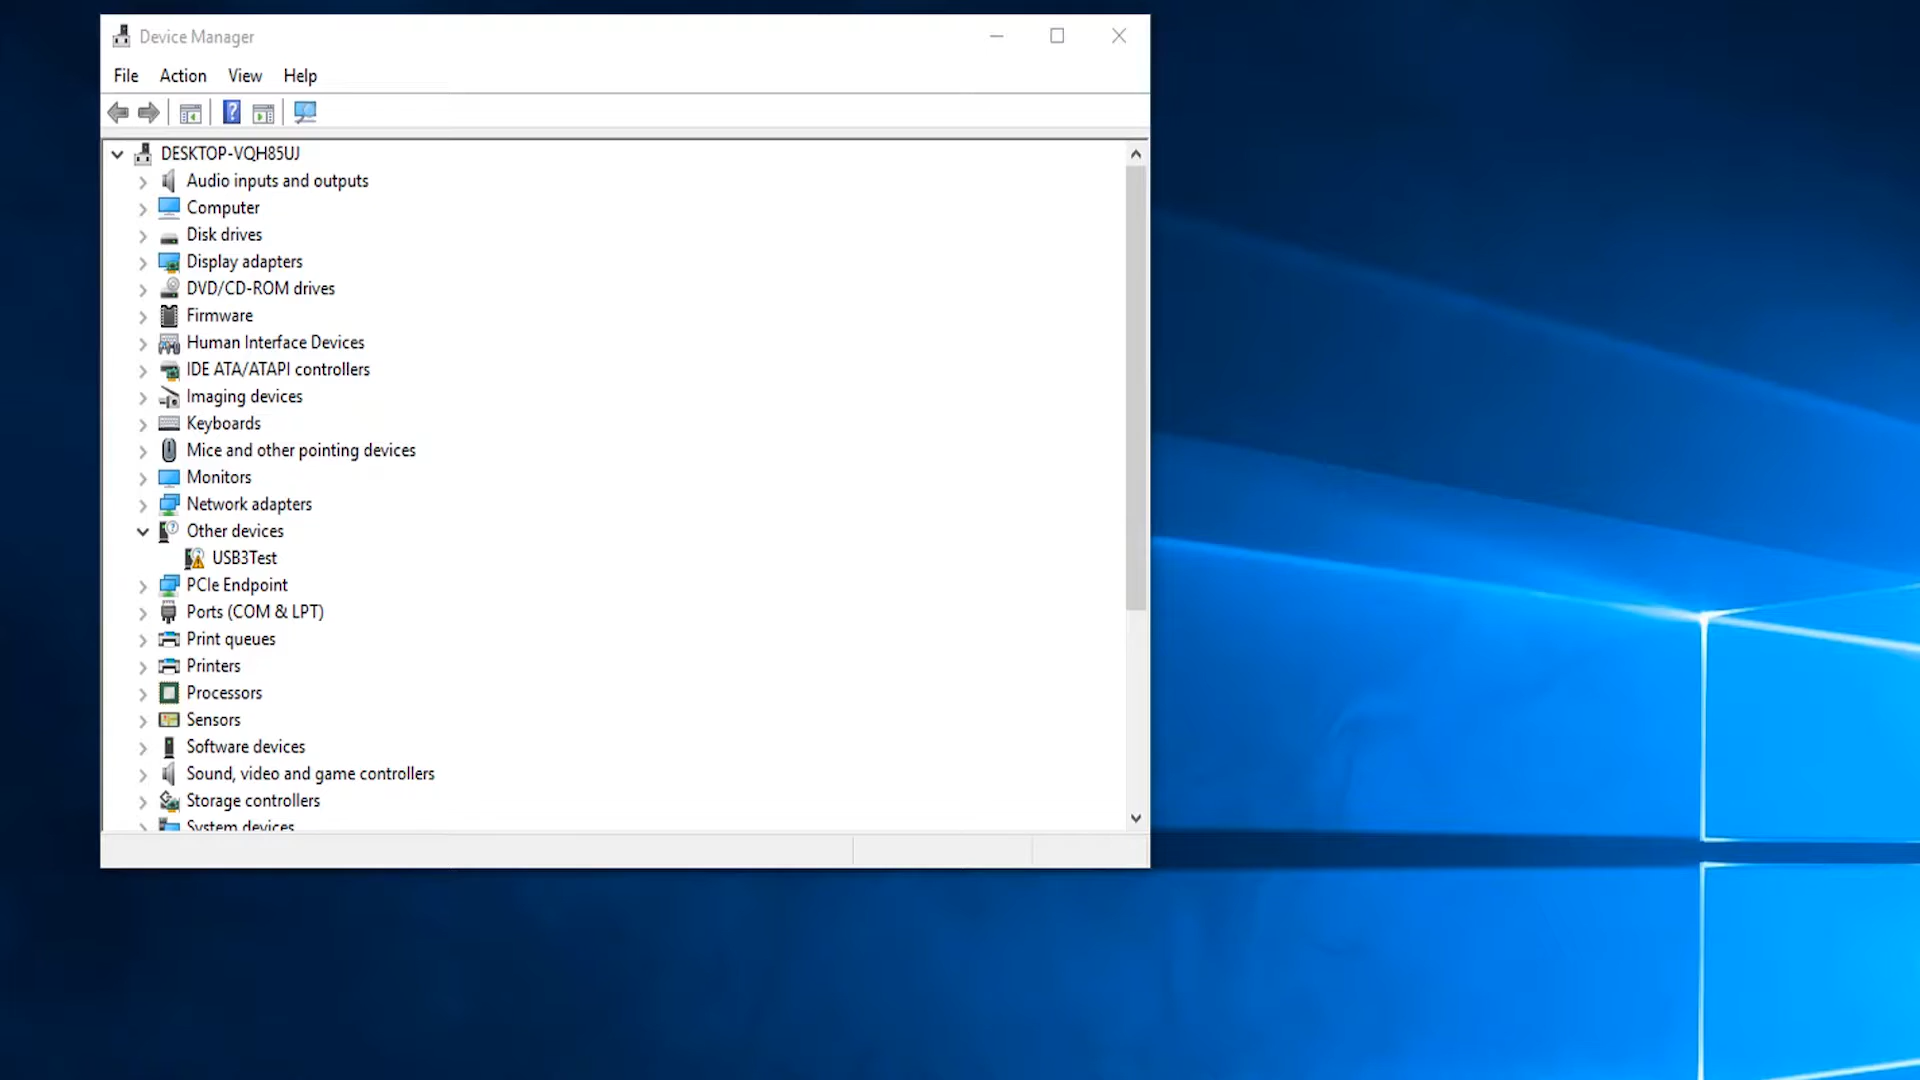 Device Manager
File Action View Help
DESKTOP-VQH85UJ
Audio inputs and outputs
Computer
Disk drives
Display adapters
DVD/CD-ROM drives
Firmware
Human Interface Devices
IDE ATA/ATAPI controllers
Imaging devices
Keyboards
Mice and other pointing devices
Monitors
Network adapters
Other devices
USB3Test
PCIe Endpoint
Ports (COM & LPT)
Print queues
Printers
Processors
Sensors
Software devices
Sound, video and game controllers
Storage controllers
System devices